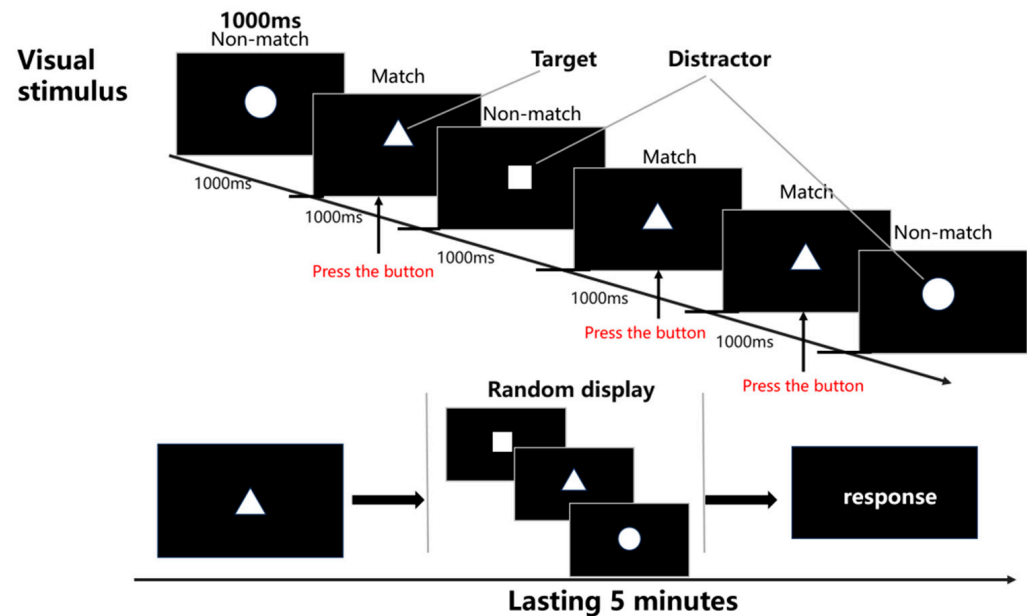 1000ms
Non-match
Visual
stimulus
Match
Target
Distractor
Non-match
Match
Match
Non-match
1000ms
1000ms
1000ms
1000ms
1000ms
Press the button
Press the button
Press the button
Random display
response
Lasting 5 minutes